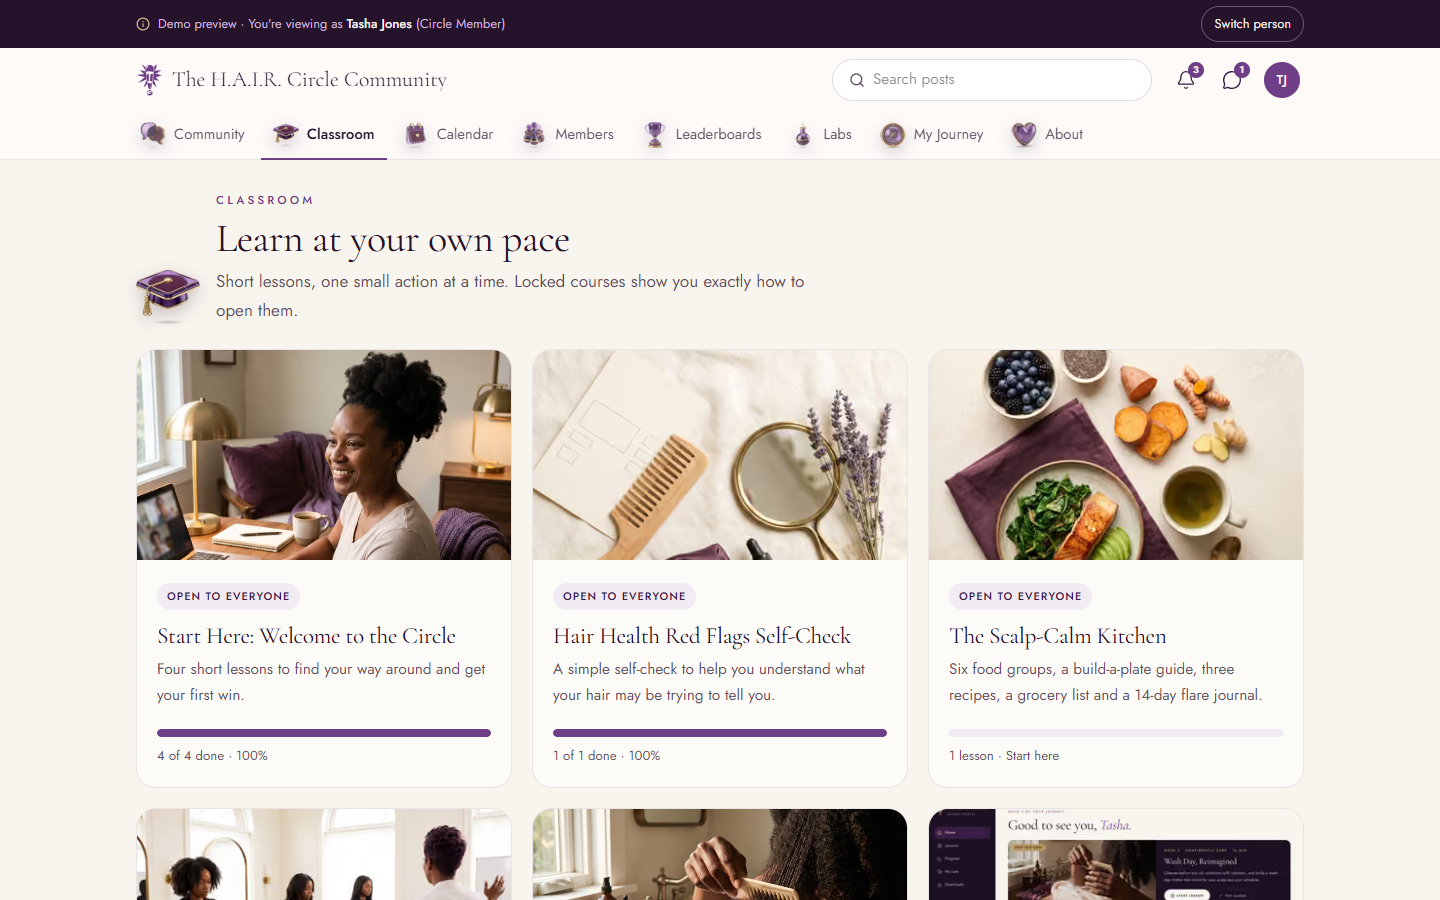 Demo preview · You're viewing as Tasha Jones (Circle Member)
Switch person
The H.A.I.R. Circle Community
Search posts
3
1
TJ
Community
Classroom
Calendar
Members
Leaderboards
Labs
My Journey
About
CLASSROOM
Learn at your own pace
Short lessons, one small action at a time. Locked courses show you exactly how to
open them.
OPEN TO EVERYONE
Start Here: Welcome to the Circle
Four short lessons to find your way around and get
your first win.
4 of 4 done · 100%
OPEN TO EVERYONE
Hair Health Red Flags Self-Check
A simple self-check to help you understand what
your hair may be trying to tell you.
1 of 1 done · 100%
OPEN TO EVERYONE
The Scalp-Calm Kitchen
Six food groups, a build-a-plate guide, three
recipes, a grocery list and a 14-day flare journal.
1 lesson · Start here
Good to see you, Tasha.
Home
Progress
My care
Downloads
Wash Day, Reimagined
START LESSON